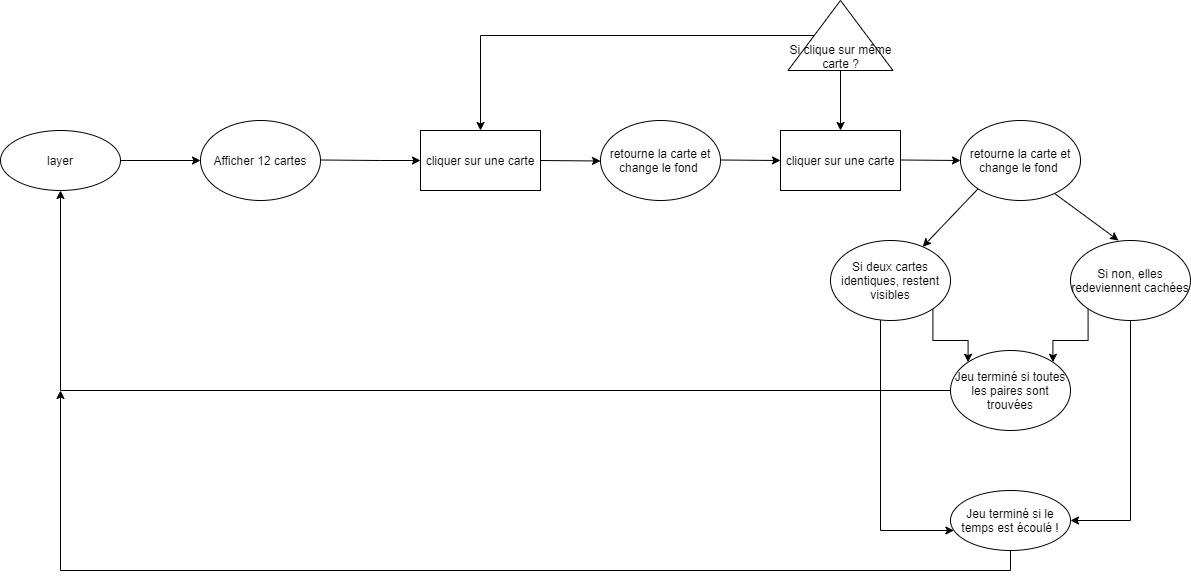 Si clique sur même
carte ?
layer
Afficher 12 cartes
cliquer sur une carte
retourne la carte et
change le fond
cliquer sur une carte
retourne la carte et
change le fond
Si deux cartes
identiques, restent
visibles
Si non, elles
redeviennent cachées
Jeu terminé si toutes
les paires sont
trouvées
Jeu terminé si le
temps est écoulé !